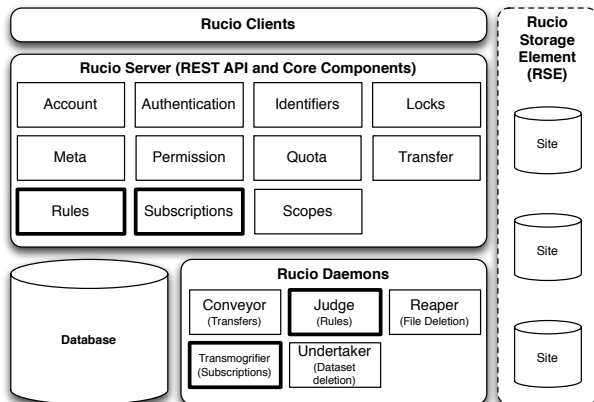 Rucio Clients
Rucio Server (REST API and Core Components)
Account
Authentication
Identifiers
Locks
Meta
Permission
Quota
Transfer
Rules
Subscriptions
Scopes
Database
Rucio Daemons
Conveyor
(Transfers)
Judge
(Rules)
Reaper
(File Deletion)
Transmogrifier
(Subscriptions)
Undertaker
(Dataset
deletion)
Rucio
Storage
Element
(RSE)
Site
Site
Site